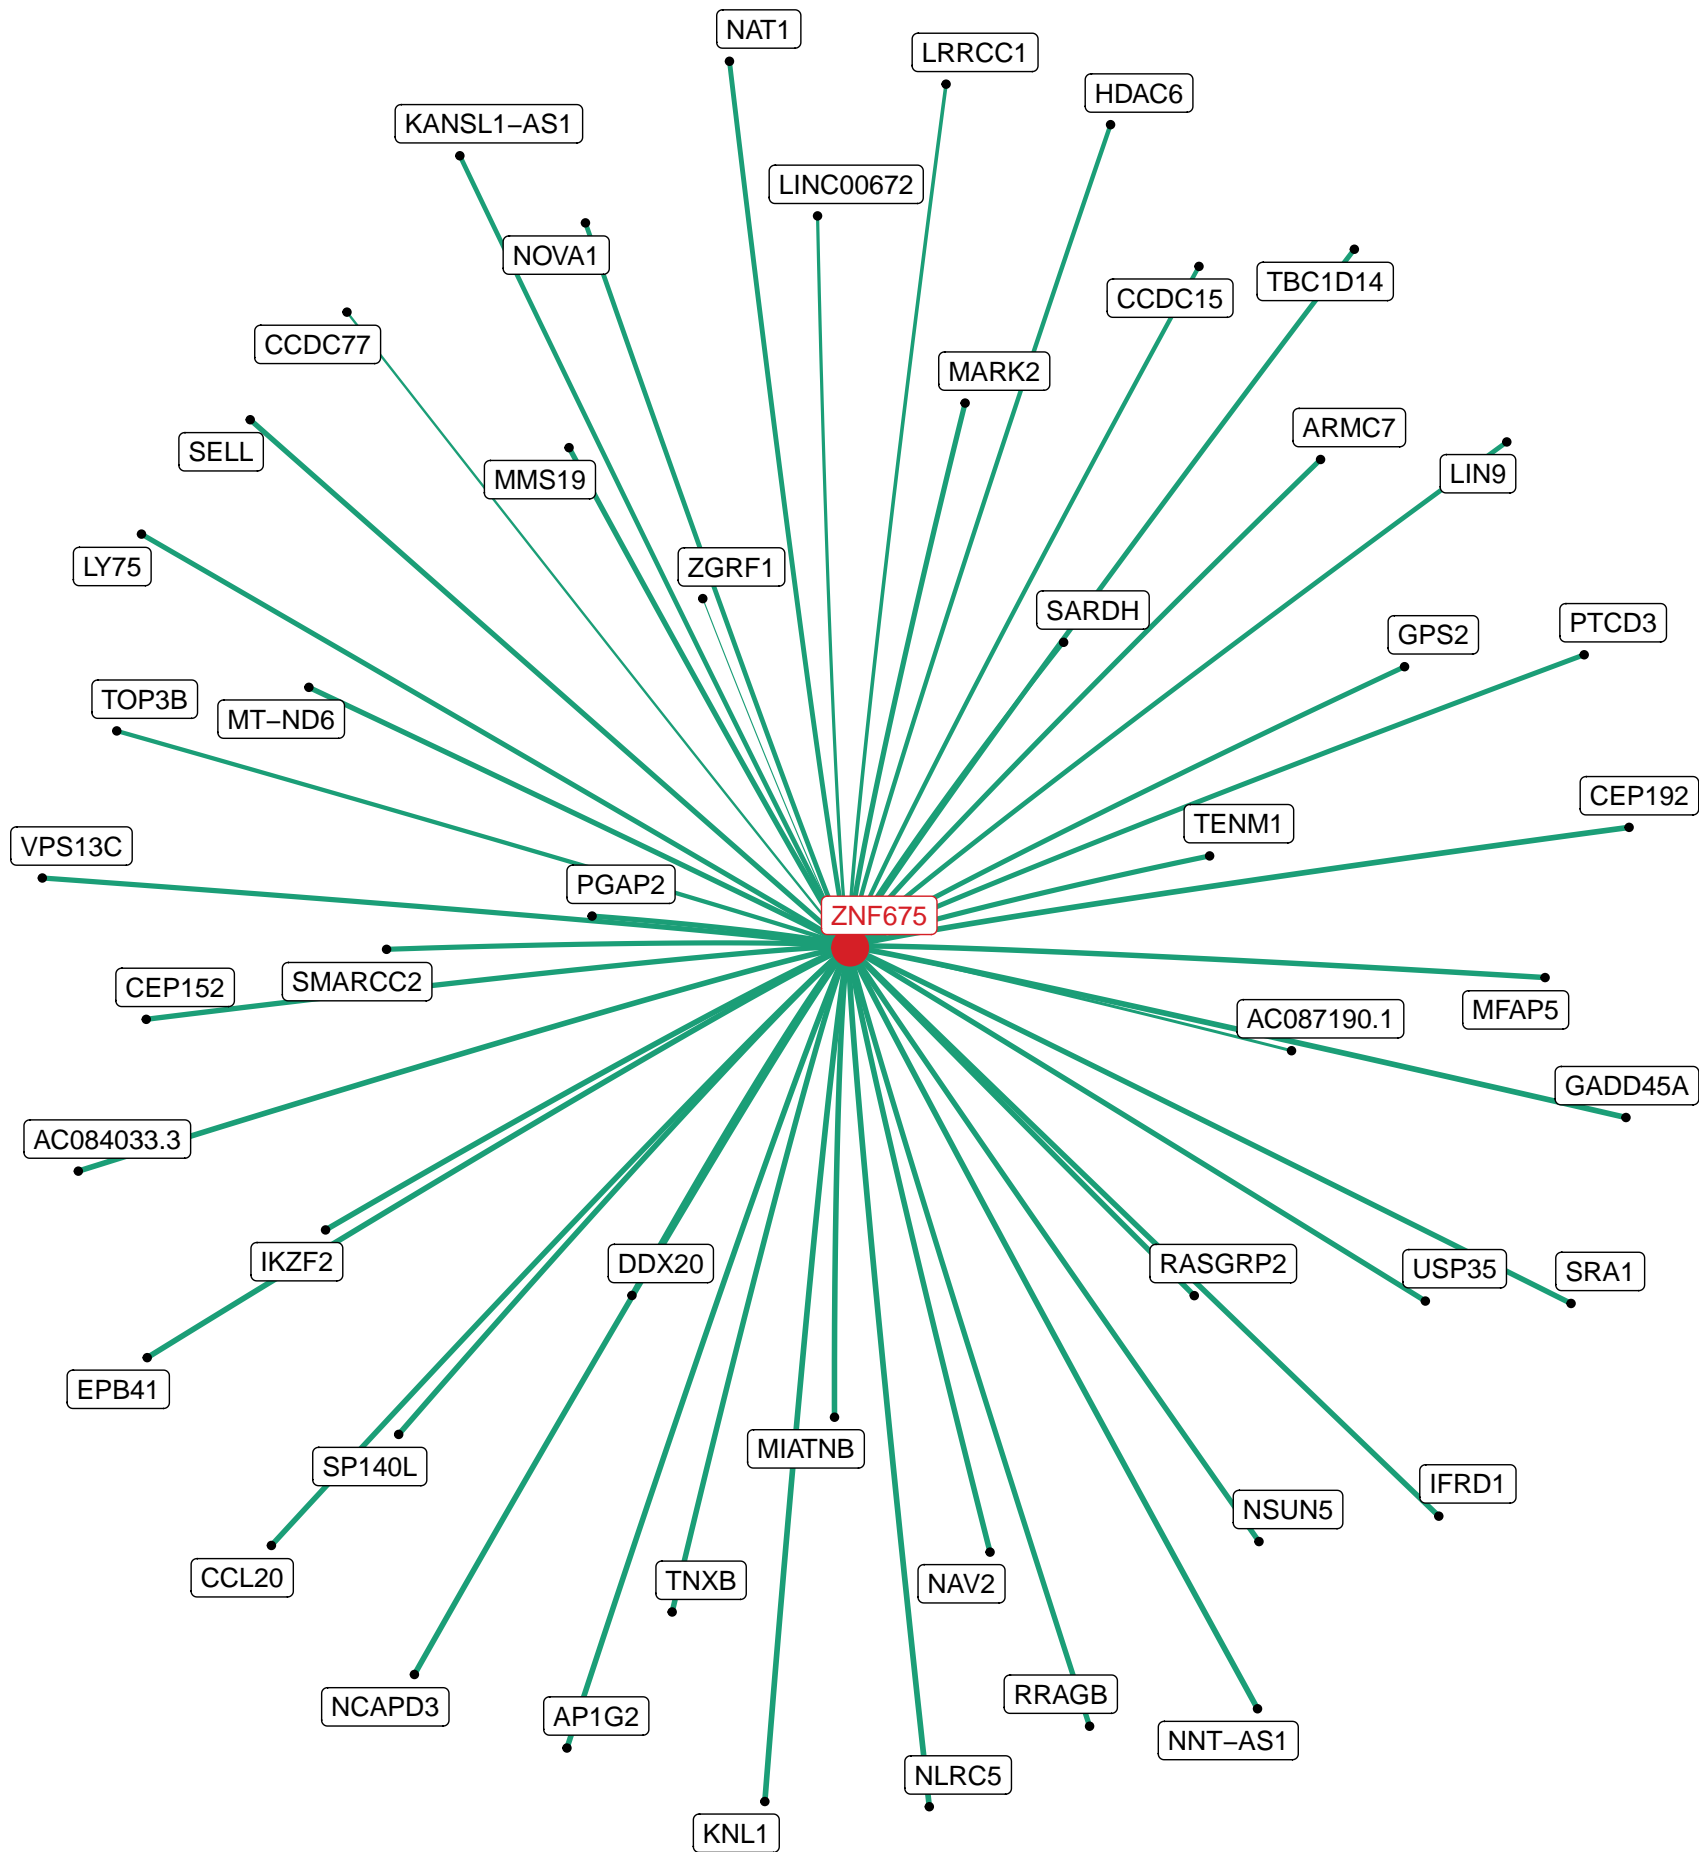 NAT1
LRRCC1
HDAC6
KANSL1−AS1
LINC00672
NOVA1
TBC1D14
CCDC15
CCDC77
MARK2
ARMC7
SELL
LIN9
MMS19
LY75
ZGRF1
SARDH
PTCD3
GPS2
TOP3B
MT−ND6
CEP192
TENM1
VPS13C
PGAP2
ZNF675
SMARCC2
CEP152
MFAP5
AC087190.1
GADD45A
AC084033.3
IKZF2
DDX20
RASGRP2
USP35
SRA1
EPB41
MIATNB
SP140L
IFRD1
NSUN5
CCL20
TNXB
NAV2
RRAGB
NCAPD3
AP1G2
NNT−AS1
NLRC5
KNL1